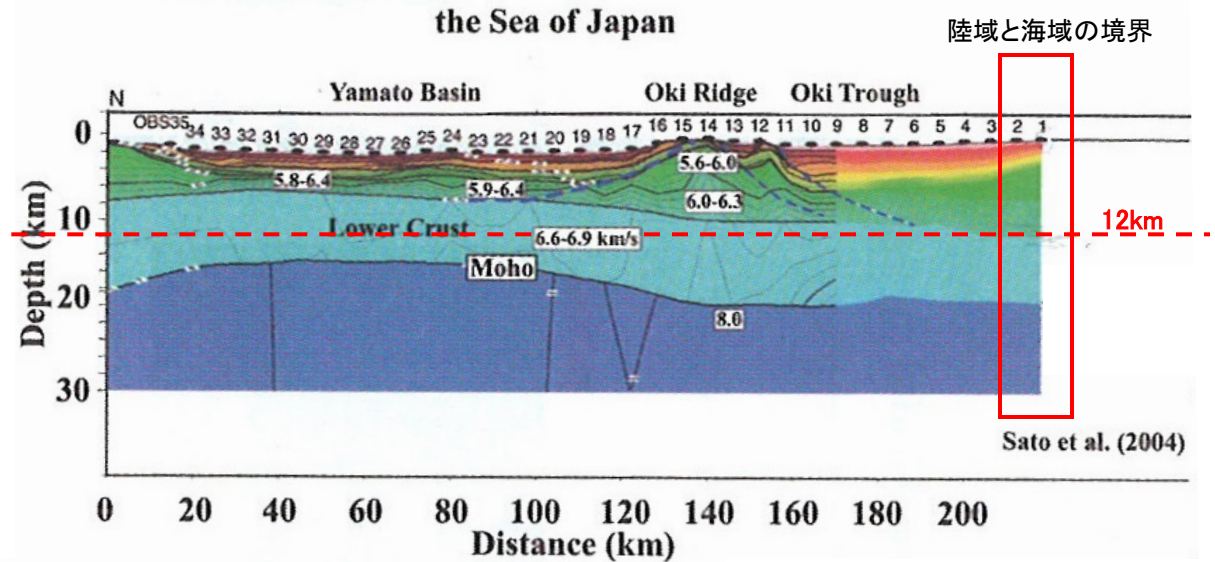 the Sea of Japan
陸域と海域の境界
Yamato Basin Oki Ridge Oki Trough
N
OBS35 34 33 32 31 30 29 28 27 26 25 24 23 22 21 20 19 18 17 16 15 14 13 12 11 10 9 8 7 6 5 4 3 2 1
0
5.6-6.0
5.8-6.4
5.9-6.4
6.0-6.3
10
12km
Lower Crust
6.6-6.9 km/s
Moho
20
8.0
30
Depth (km)
Sato et al. (2004)
0 20 40 60 80 100 120 140 160 180 200
Distance (km)